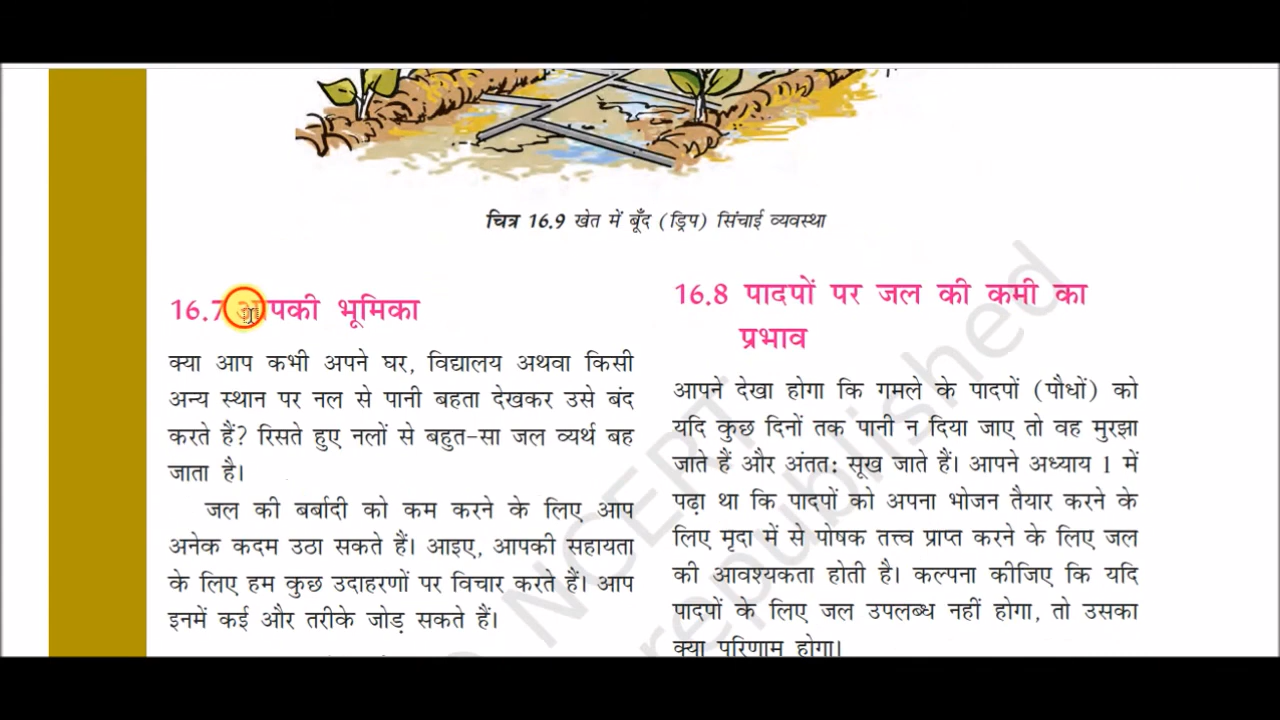 चित्र 16.9 खेत में बूँद (ड्रिप) सिंचाई व्यवस्था
16.7 आपकी भूमिका
क्या आप कभी अपने घर, विद्यालय अथवा किसी
अन्य स्थान पर नल से पानी बहता देखकर उसे बंद
करते हैं? रिसते हुए नलों से बहुत-सा जल व्यर्थ बह
जाता है।
जल की बर्बादी को कम करने के लिए आप
अनेक कदम उठा सकते हैं। आइए, आपकी सहायता
के लिए हम कुछ उदाहरणों पर विचार करते हैं। आप
इनमें कई और तरीके जोड़ सकते हैं।
16.8 पादपों पर जल की कमी का
प्रभाव
आपने देखा होगा कि गमले के पादपों (पौधों) को
यदि कुछ दिनों तक पानी न दिया जाए तो वह मुरझा
जाते हैं और अंतत: सूख जाते हैं। आपने अध्याय 1 में
पढ़ा था कि पादपों को अपना भोजन तैयार करने के
लिए मृदा में से पोषक तत्त्व प्राप्त करने के लिए जल
की आवश्यकता होती है। कल्पना कीजिए कि यदि
पादपों के लिए जल उपलब्ध नहीं होगा, तो उसका
क्या परिणाम होगा।
NCERT
republished